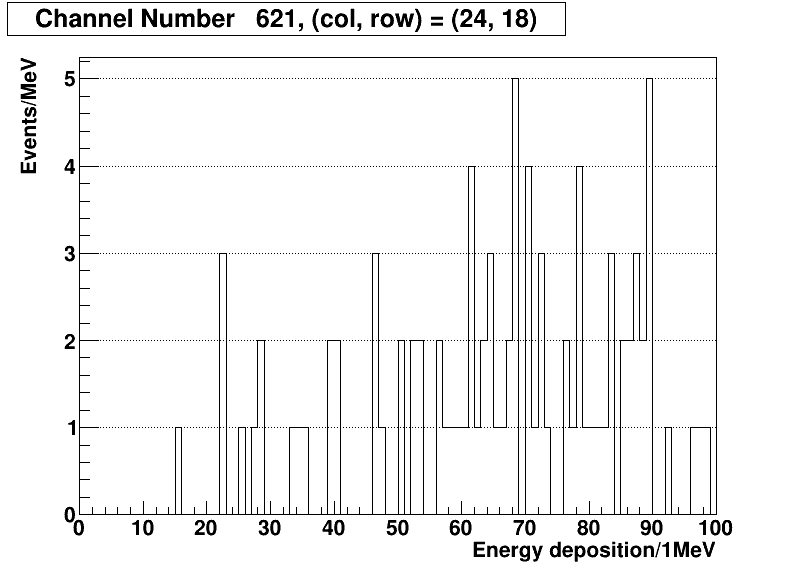 Channel Number 621, (col, row) = (24, 18)
Events/MeV
5
4
3
2
1
0
0 10 20 30 40 50 60 70 80 90 100
Energy deposition/1MeV